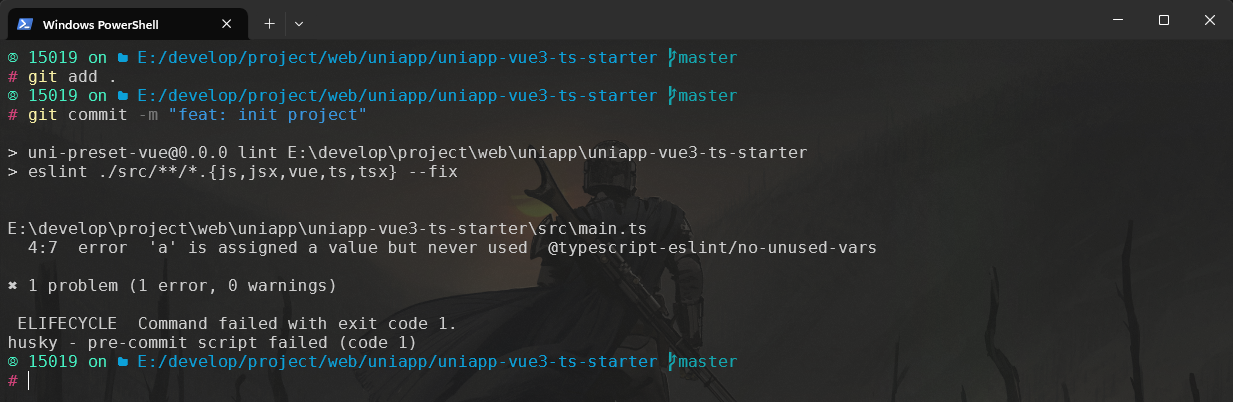 Windows PowerShell
@ 15019 on E:/develop/project/web/uniapp/uniapp-vue3-ts-starter master
# git add .
@ 15019 on E:/develop/project/web/uniapp/uniapp-vue3-ts-starter master
# git commit -m "feat: init project"
> uni-preset-vue@0.0.0 lint E:\develop\project\web\uniapp\uniapp-vue3-ts-starter
> eslint ./src/**/*.{js,jsx,vue,ts,tsx} --fix
E:\develop\project\web\uniapp\uniapp-vue3-ts-starter\src\main.ts
4:7 error 'a' is assigned a value but never used @typescript-eslint/no-unused-vars
✖ 1 problem (1 error, 0 warnings)
ELIFECYCLE Command failed with exit code 1.
husky - pre-commit script failed (code 1)
@ 15019 on E:/develop/project/web/uniapp/uniapp-vue3-ts-starter master
#